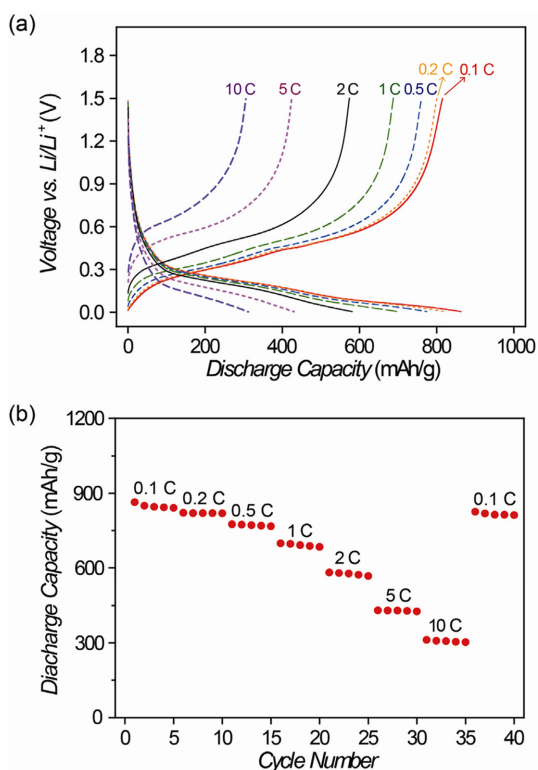 (a)
1.8
1.5
1.2
0.9
0.6
0.3
0.0
Voltage vs. Li/Li⁺ (V)
0.2 C 0.1 C
10 C 5 C 2 C 1 C 0.5 C
0 200 400 600 800 1000
Discharge Capacity (mAh/g)
(b)
1200
900
600
300
0
Diacharge Capacity (mAh/g)
0.1 C 0.2 C 0.5 C 1 C 2 C 5 C 10 C 0.1 C
0 5 10 15 20 25 30 35 40
Cycle Number